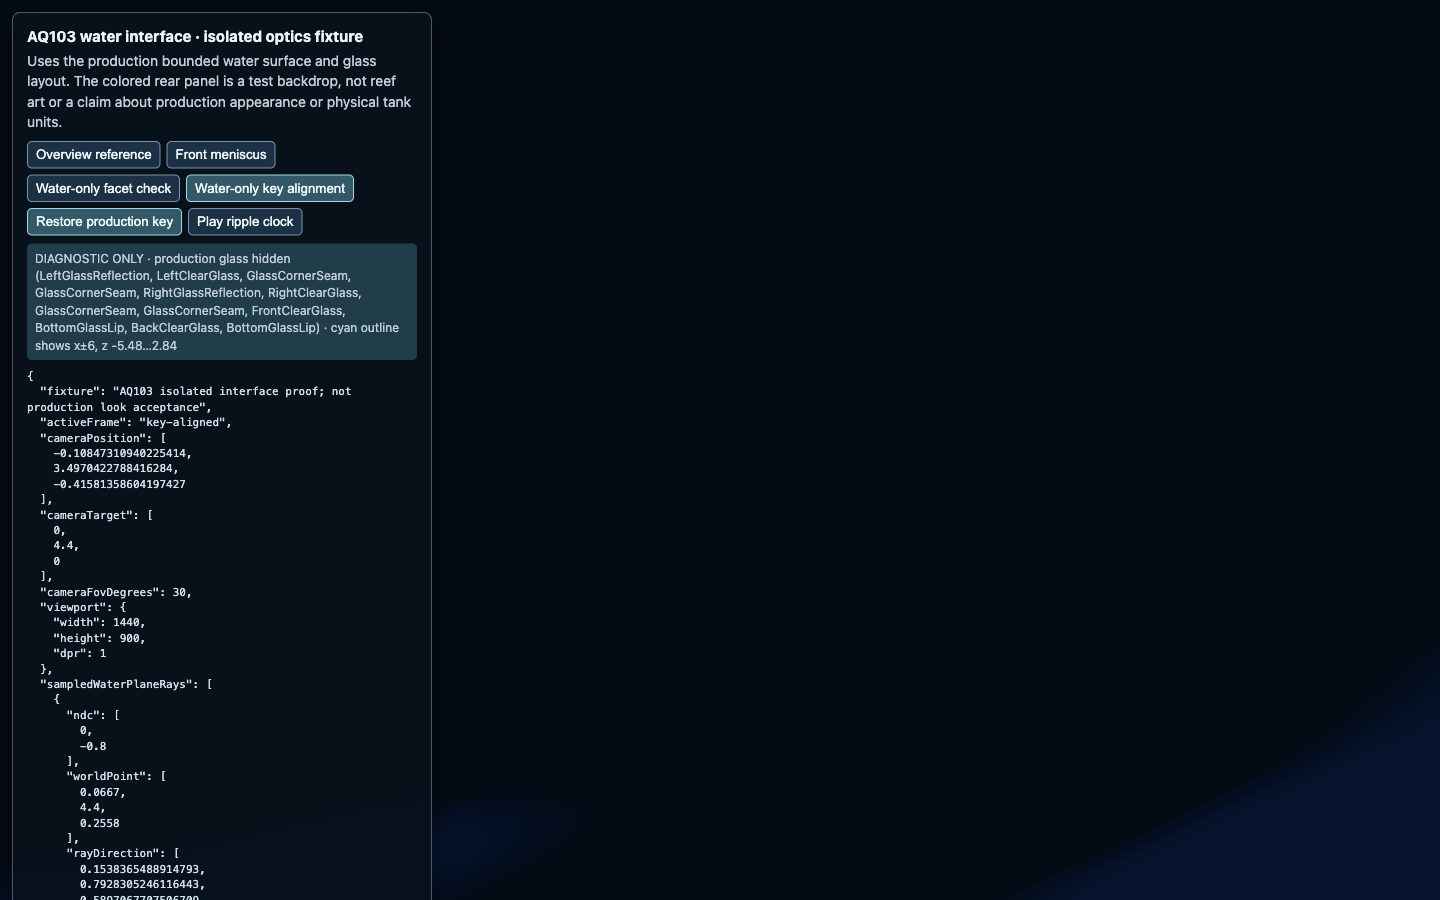 AQ103 water interface · isolated optics fixture
Uses the production bounded water surface and glass
layout. The colored rear panel is a test backdrop, not reef
art or a claim about production appearance or physical tank
units.
Overview reference
Front meniscus
Water-only facet check
Water-only key alignment
Restore production key
Play ripple clock
DIAGNOSTIC ONLY · production glass hidden
(LeftGlassReflection, LeftClearGlass, GlassCornerSeam,
GlassCornerSeam, RightGlassReflection, RightClearGlass,
GlassCornerSeam, GlassCornerSeam, FrontClearGlass,
BottomGlassLip, BackClearGlass, BottomGlassLip) · cyan outline
shows x±6, z -5.48…2.84
{
"fixture": "AQ103 isolated interface proof; not
production look acceptance",
"activeFrame": "key-aligned",
"cameraPosition": [
-0.10847310940225414,
3.4970422788416284,
-0.41581358604197427
],
"cameraTarget": [
0,
4.4,
0
],
"cameraFovDegrees": 30,
"viewport": {
"width": 1440,
"height": 900,
"dpr": 1
},
"sampledWaterPlaneRays": [
{
"ndc": [
0,
-0.8
],
"worldPoint": [
0.0667,
4.4,
0.2558
],
"rayDirection": [
0.1538365488914793,
0.7928305246116443,